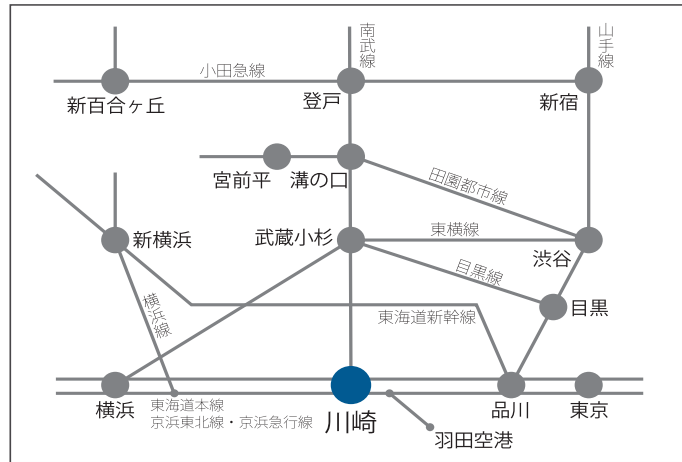 南武線
山手線
小田急線
新百合ヶ丘
登戸
新宿
宮前平
溝の口
田園都市線
新横浜
武蔵小杉
東横線
渋谷
目黒線
目黒
横浜線
東海道新幹線
横浜
東海道本線
京浜東北線・京浜急行線
川崎
品川
東京
羽田空港